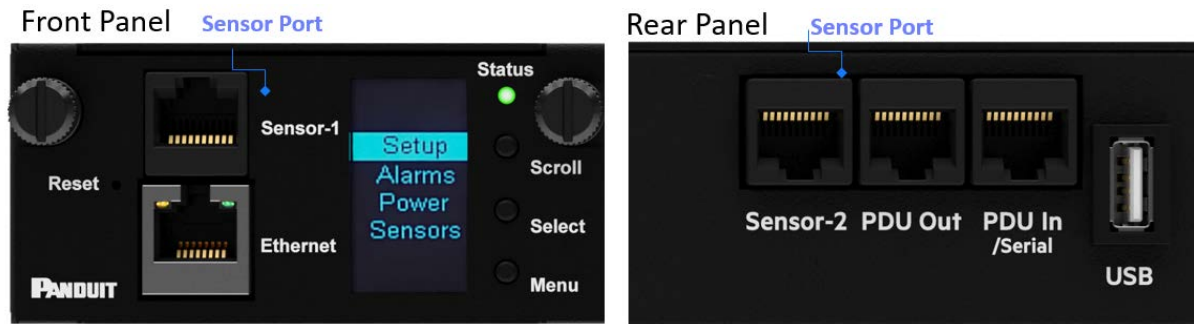 Front Panel
Sensor Port
Status
Sensor-1
Setup
Alarms
Power
Sensors
Scroll
Reset
Select
Ethernet
Menu
PANDUIT
Rear Panel
Sensor Port
Sensor-2 PDU Out PDU In
/Serial
USB